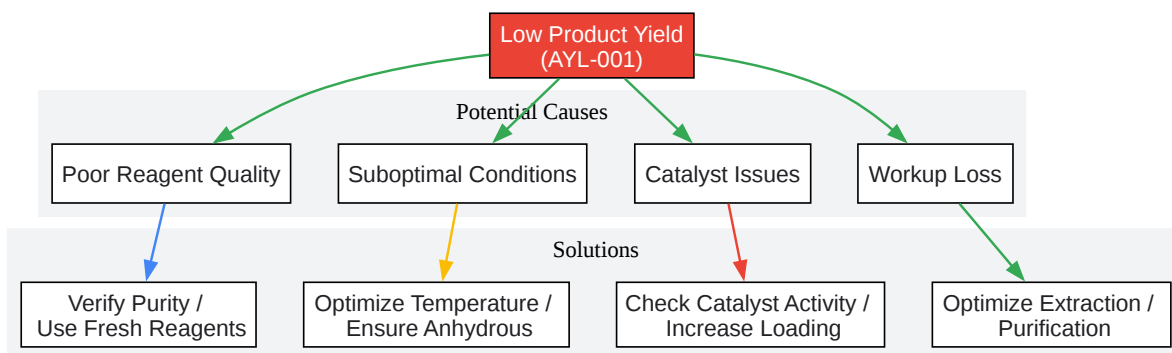 Low Product Yield
(AYL-001)
Potential Causes
Poor Reagent Quality
Suboptimal Conditions
Catalyst Issues
Workup Loss
Solutions
Verify Purity /
Use Fresh Reagents
Optimize Temperature /
Ensure Anhydrous
Check Catalyst Activity /
Increase Loading
Optimize Extraction /
Purification